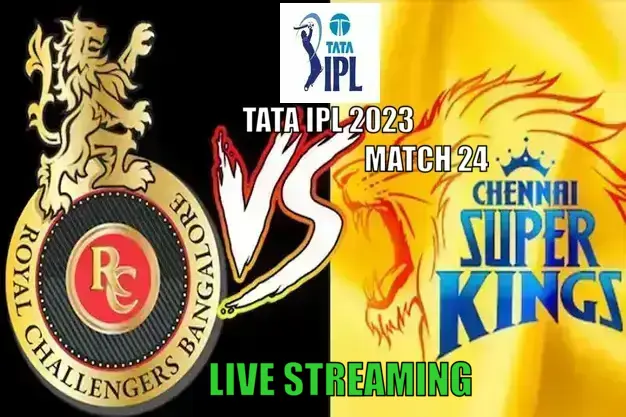 TATA
IPL
TATA IPL 2023
MATCH 24
VS
RC
ROYAL CHALLENGERS BANGALORE
CHENNAI
SUPER
KINGS
LIVE STREAMING